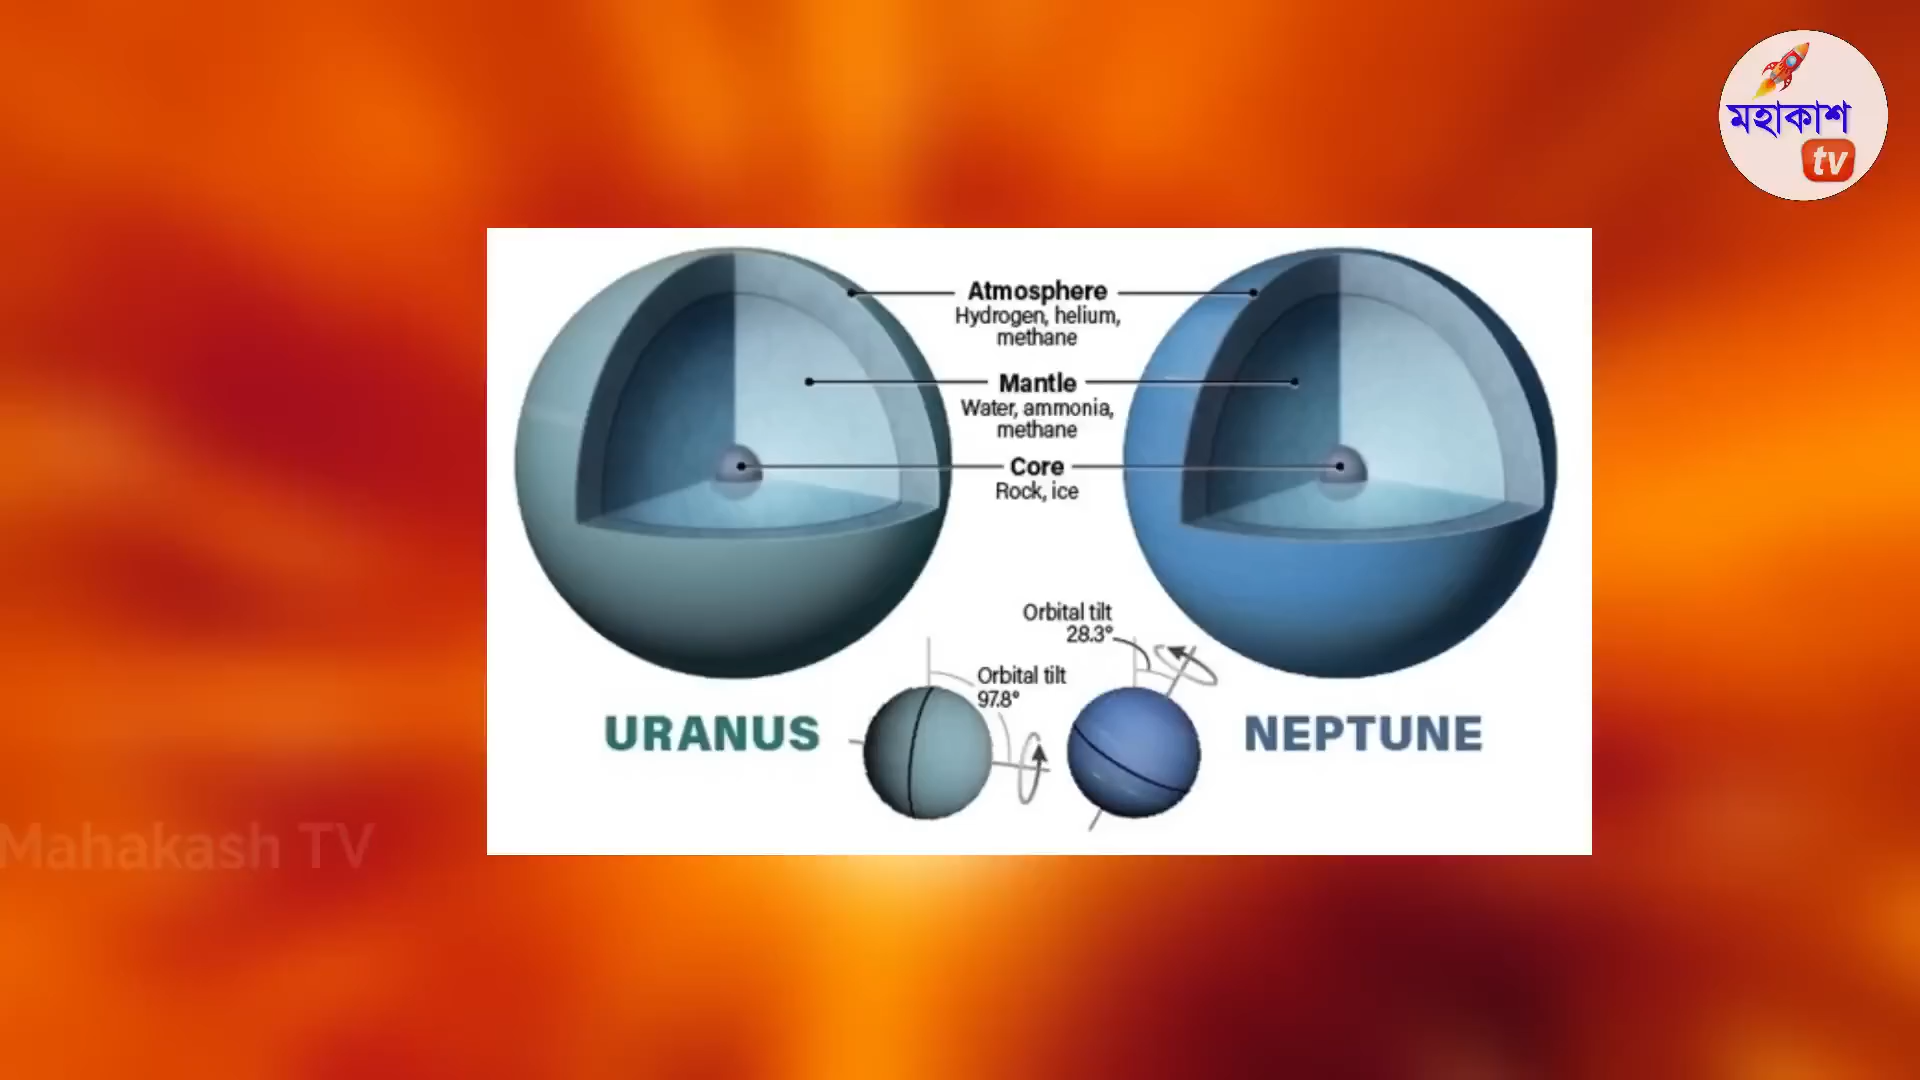 মহাকাশ
tv
Atmosphere
Hydrogen, helium,
methane
Mantle
Water, ammonia,
methane
Core
Rock, ice
Orbital tilt
28.3°
Orbital tilt
97.8°
URANUS
NEPTUNE
Mahakash TV